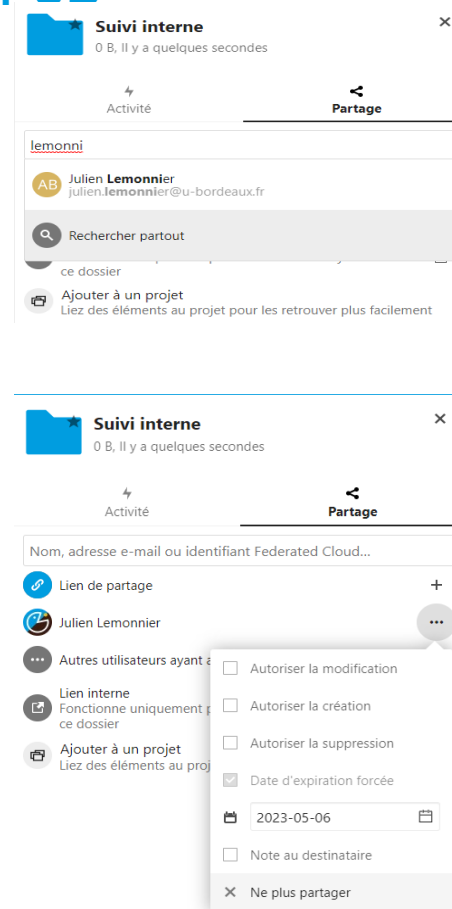 Suivi interne
0 B, Il y a quelques secondes
Activité
Partage
lemonni
AB
Julien Lemonnier
julien.lemonnier@u-bordeaux.fr
Rechercher partout
ce dossier
Ajouter à un projet
Liez des éléments au projet pour les retrouver plus facilement
Suivi interne
0 B, Il y a quelques secondes
Activité
Partage
Nom, adresse e-mail ou identifiant Federated Cloud...
Lien de partage
Julien Lemonnier
Autres utilisateurs ayant
Autoriser la modification
Lien interne
Fonctionne uniquement
Autoriser la création
ce dossier
Autoriser la suppression
Ajouter à un projet
Liez des éléments au
Date d'expiration forcée
2023-05-06
Note au destinataire
Ne plus partager